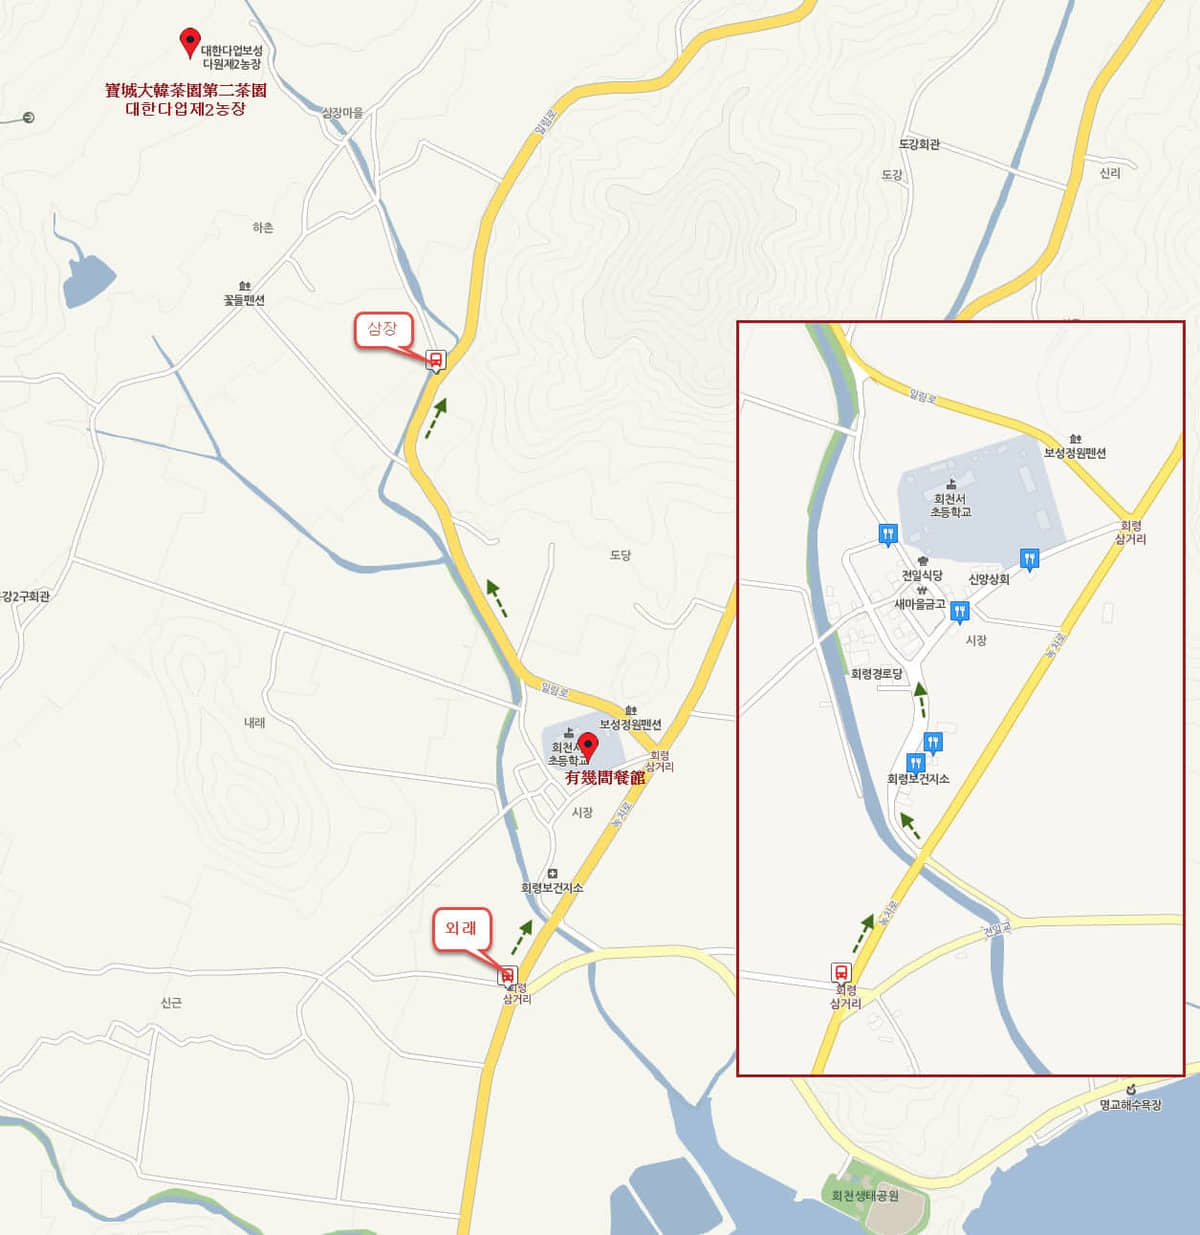 대한다업보성
다원제2농장
寶城大韓茶園第二茶園
대한다업제2농장
삼장마을
일림로
도강회관
도강
신리
하촌
꽃들펜션
삼장
도당
강2구회관
내래
일림로
보성정원펜션
회천서
초등학교
회령
삼거리
有幾間餐館
시장
녹차로
회령보건지소
외래
회령
삼거리
신근
일림로
보성정원펜션
회천서
초등학교
회령
삼거리
전일식당
신양상회
새마을금고
시장
녹차로
회령경로당
회령보건지소
녹차로
전일교
회령
삼거리
명교해수욕장
회천생태공원